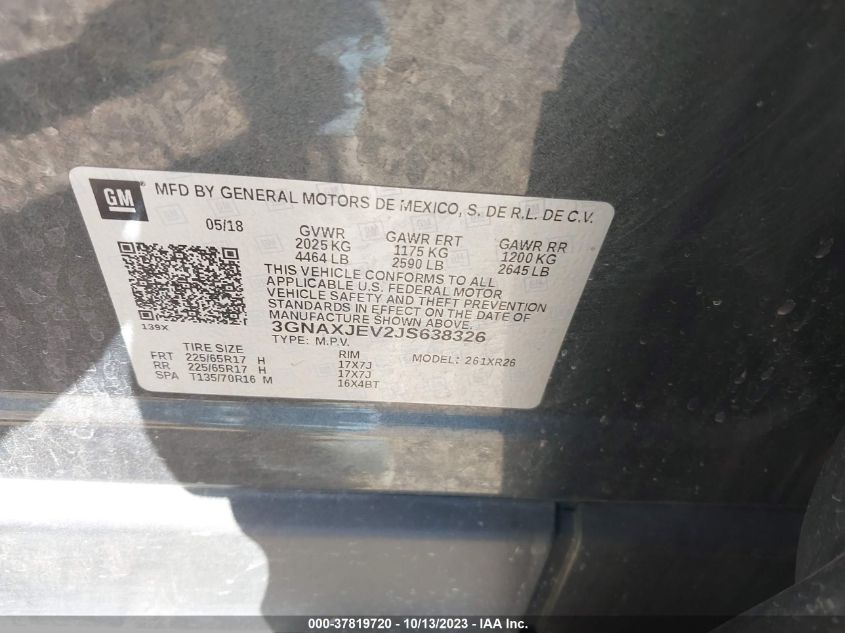 GM ® MFD BY GENERAL MOTORS DE MEXICO, S. DE R.L. DE C.V.
05/18 GVWR GAWR FRT GAWR RR
2025 KG 1175 KG 1200 KG
4464 LB 2590 LB 2645 LB
THIS VEHICLE CONFORMS TO ALL
APPLICABLE U.S. FEDERAL MOTOR
VEHICLE SAFETY AND THEFT PREVENTION
STANDARDS IN EFFECT ON THE DATE OF
MANUFACTURE SHOWN ABOVE.
139X 3GNAXJEV2JS638326
TYPE: M.P.V. MODEL: 261XR26
TIRE SIZE RIM
FRT 225/65R17 H 17X7J
RR 225/65R17 H 17X7J
SPA T135/70R16 M 16X4BT
000-37819720 - 10/13/2023 - IAA Inc.